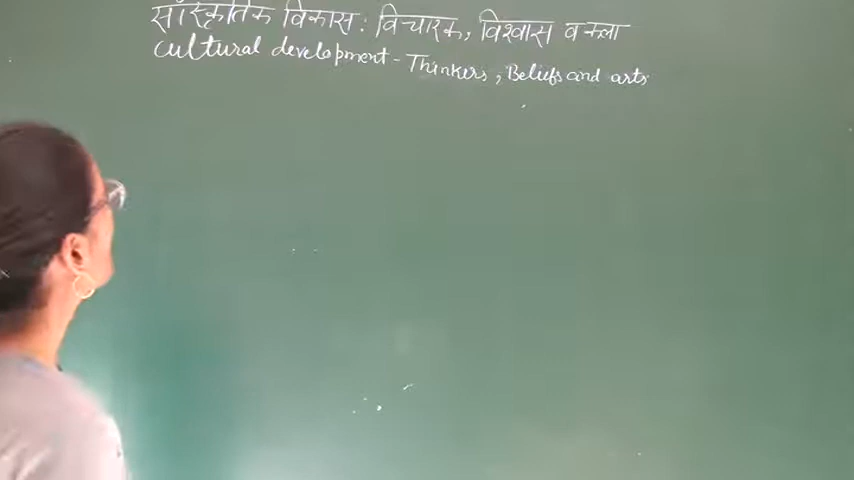 साँस्कृतिक विकास : विचारक, विश्वास व कला
cultural development - Thinkers, Beliefs and arts